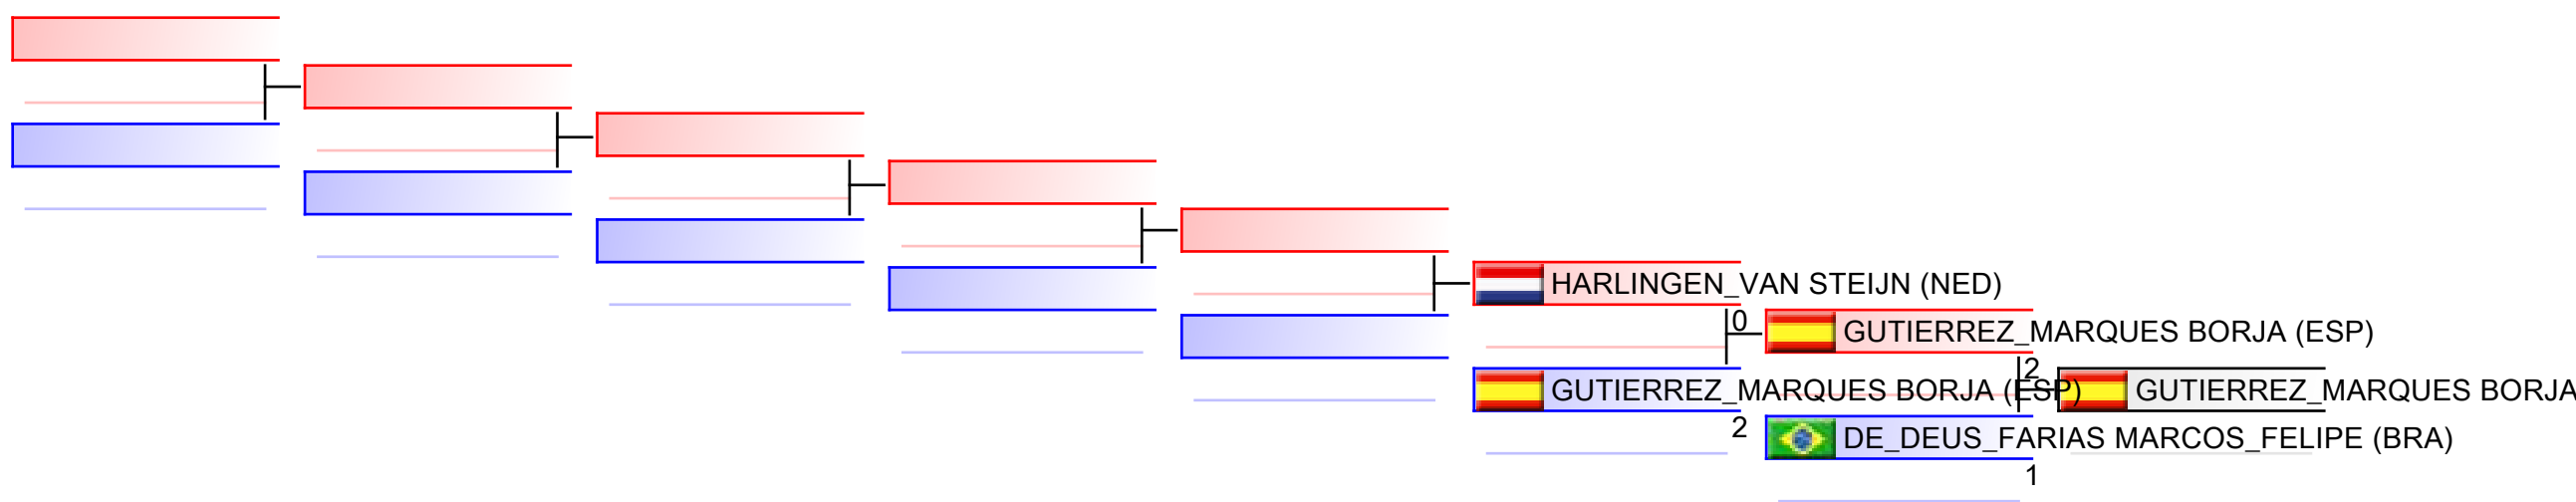 HARLINGEN_VAN STEIJN (NED)
0
GUTIERREZ_MARQUES BORJA (ESP)
2
GUTIERREZ_MARQUES BORJA (ESP)
2
DE_DEUS_FARIAS MARCOS_FELIPE (BRA)
1
GUTIERREZ_MARQUES BORJA